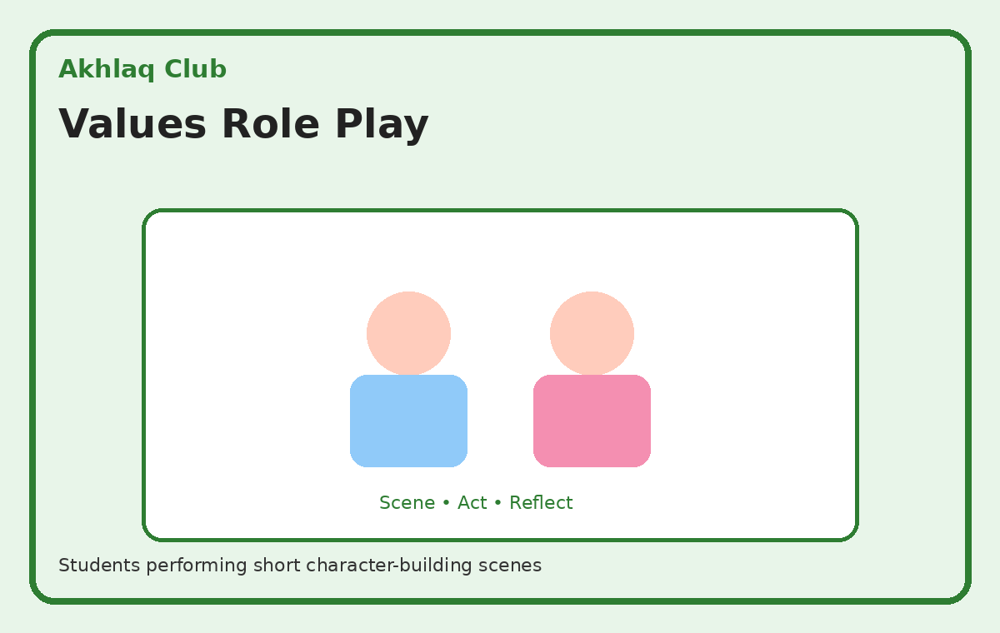 Akhlaq Club
Values Role Play
Scene • Act • Reflect
Students performing short character-building scenes